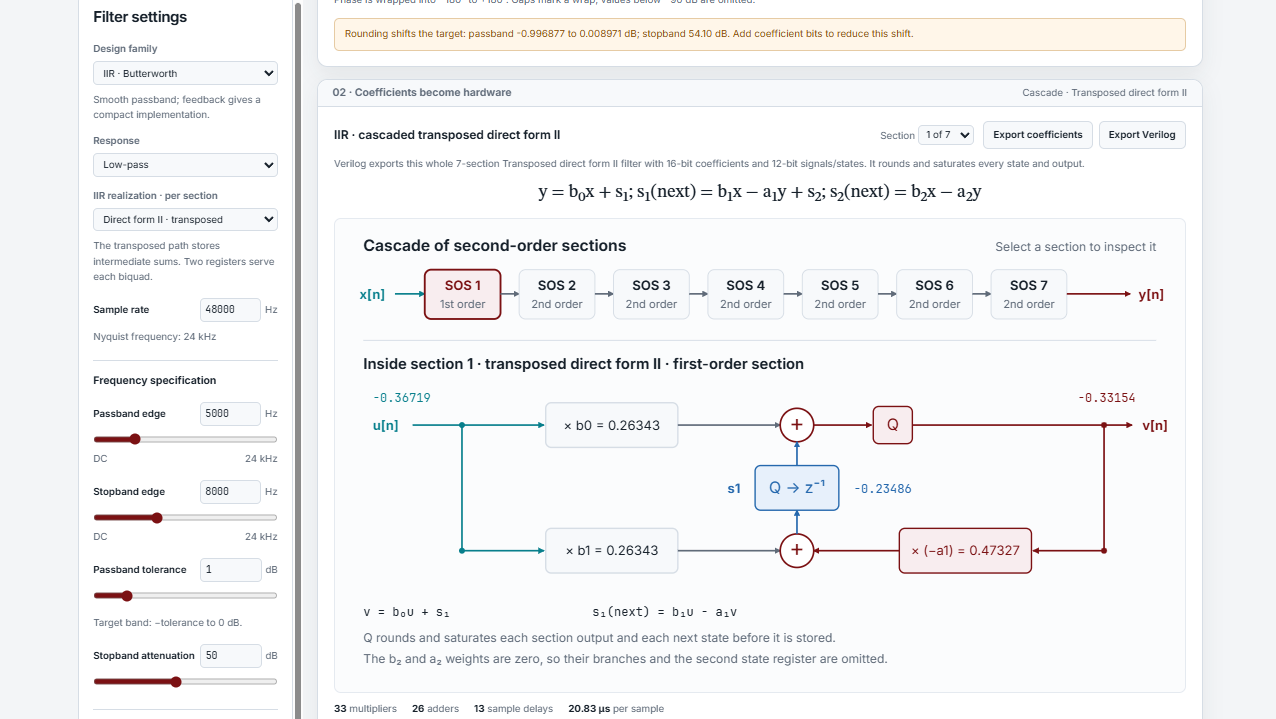 Filter settings
Design family
IIR · Butterworth
Smooth passband; feedback gives a
compact implementation.
Response
Low-pass
IIR realization · per section
Direct form II · transposed
The transposed path stores
intermediate sums. Two registers serve
each biquad.
Sample rate 48000 Hz
Nyquist frequency: 24 kHz
Frequency specification
Passband edge 5000 Hz
DC 24 kHz
Stopband edge 8000 Hz
DC 24 kHz
Passband tolerance 1 dB
Target band: −tolerance to 0 dB.
Stopband attenuation 50 dB
Rounding shifts the target: passband -0.996877 to 0.008971 dB; stopband 54.10 dB. Add coefficient bits to reduce this shift.
02 · Coefficients become hardware Cascade · Transposed direct form II
IIR · cascaded transposed direct form II Section 1 of 7 Export coefficients Export Verilog
Verilog exports this whole 7-section Transposed direct form II filter with 16-bit coefficients and 12-bit signals/states. It rounds and saturates every state and output.
y = b₀x + s₁; s₁(next) = b₁x − a₁y + s₂; s₂(next) = b₂x − a₂y
Cascade of second-order sections Select a section to inspect it
x[n] SOS 1 SOS 2 SOS 3 SOS 4 SOS 5 SOS 6 SOS 7 y[n]
1st order 2nd order 2nd order 2nd order 2nd order 2nd order 2nd order
Inside section 1 · transposed direct form II · first-order section
-0.36719 -0.33154
u[n] × b0 = 0.26343 + Q v[n]
s1 Q → z⁻¹ -0.23486
× b1 = 0.26343 + × (−a1) = 0.47327
v = b₀u + s₁ s₁(next) = b₁u - a₁v
Q rounds and saturates each section output and each next state before it is stored.
The b₂ and a₂ weights are zero, so their branches and the second state register are omitted.
33 multipliers 26 adders 13 sample delays 20.83 µs per sample